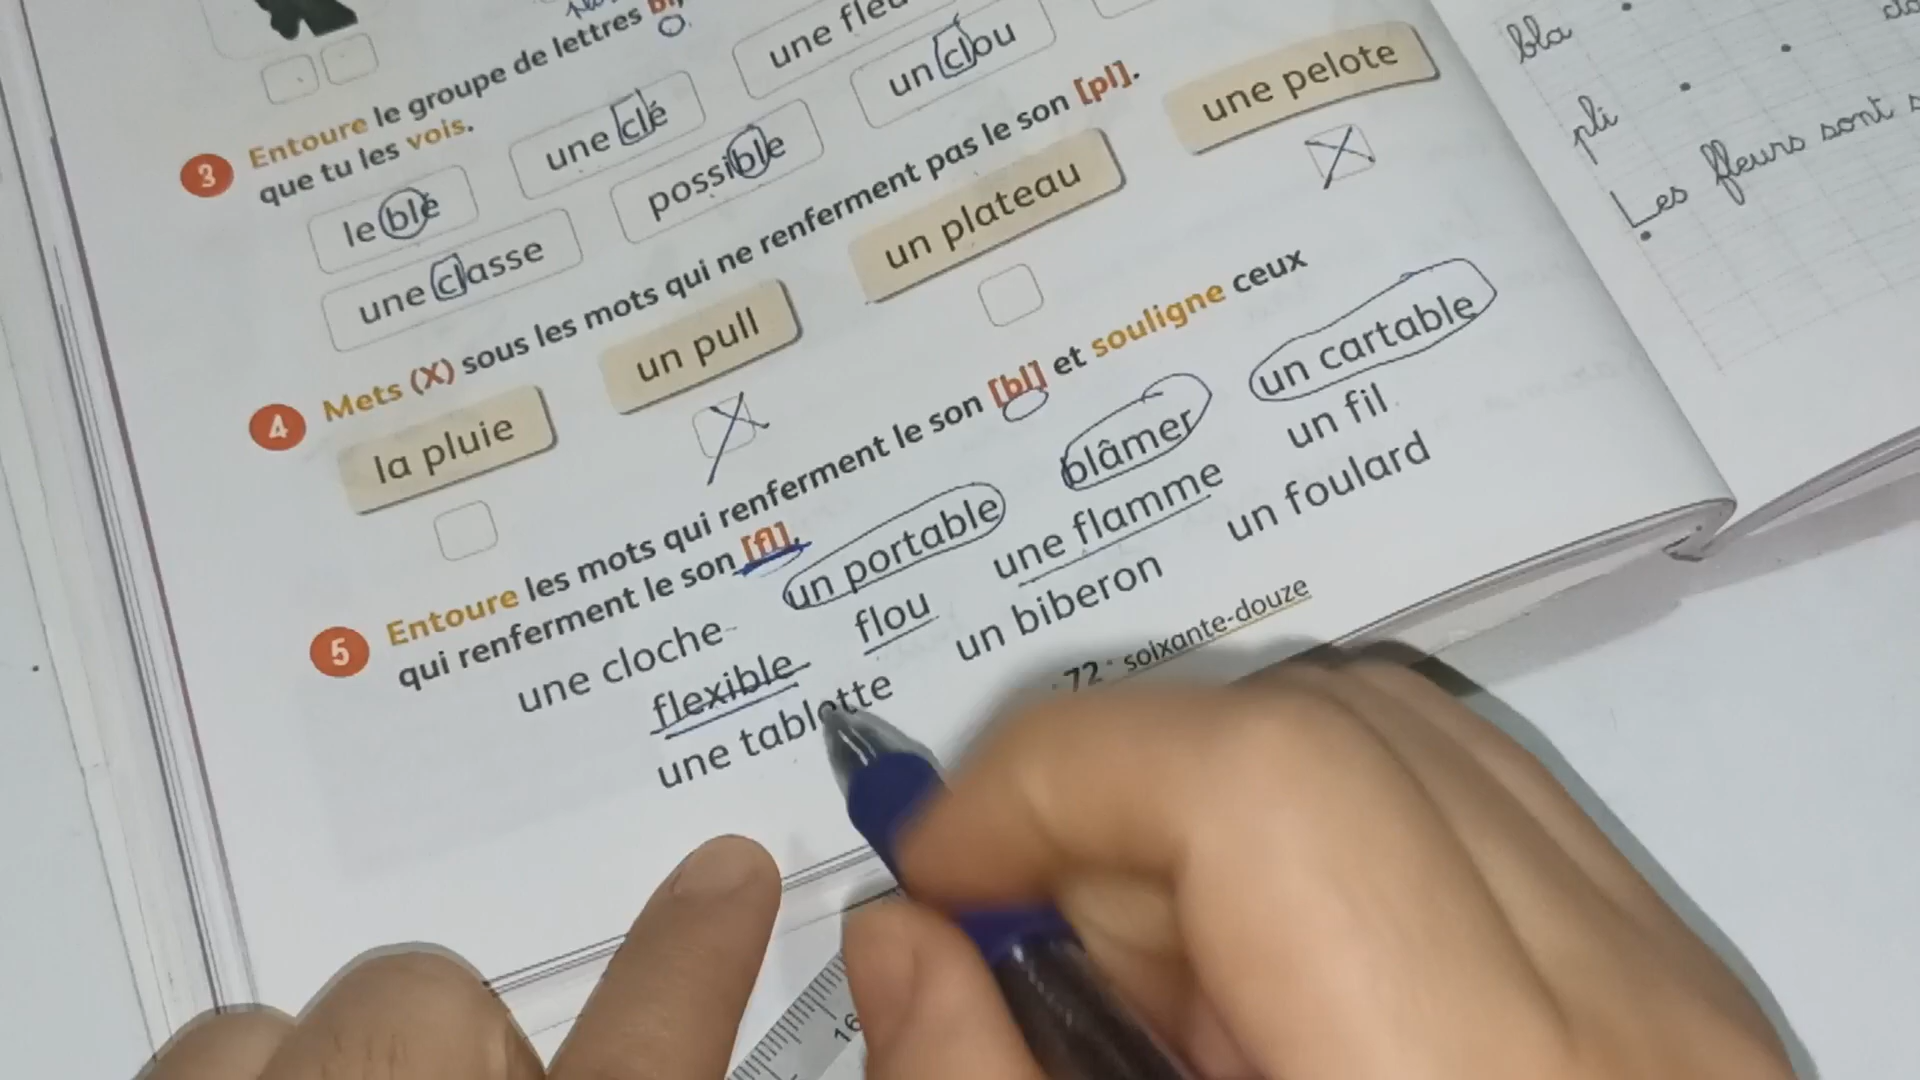 3 Entoure le groupe de lettres
que tu les vois.
le blé
une clé
une classe
possible
un clou
4 Mets (X) sous les mots qui ne renferment pas le son [pl].
la pluie
un pull
un plateau
une pelote
5 Entoure les mots qui renferment le son [bl] et souligne ceux
qui renferment le son [fl].
une cloche un portable blâmer un cartable
flexible flou une flamme un fil
une tablette un biberon un foulard
72 soixante-douze
16
bla
pli
Les fleurs sont